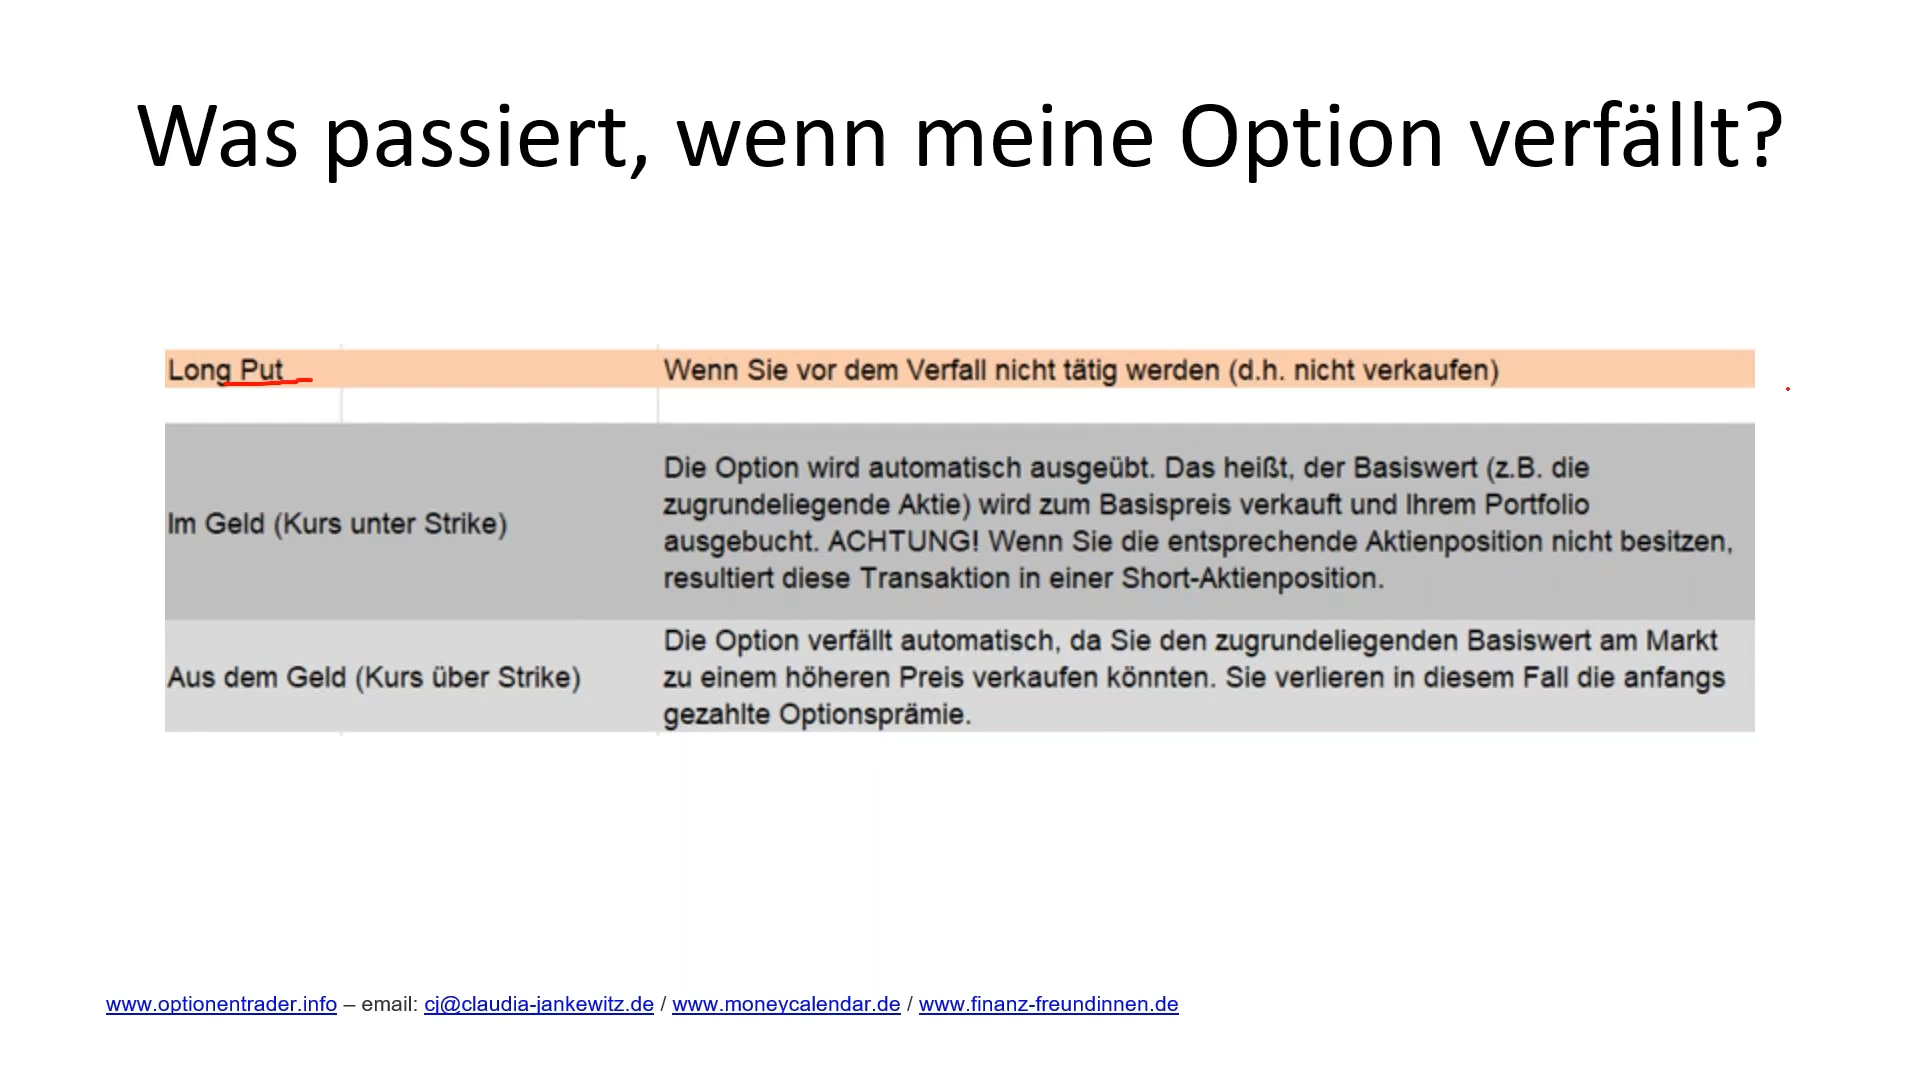 Was passiert, wenn meine Option verfällt?
Long Put
Wenn Sie vor dem Verfall nicht tätig werden (d.h. nicht verkaufen)
Im Geld (Kurs unter Strike)
Die Option wird automatisch ausgeübt. Das heißt, der Basiswert (z.B. die
zugrundeliegende Aktie) wird zum Basispreis verkauft und Ihrem Portfolio
ausgebucht. ACHTUNG! Wenn Sie die entsprechende Aktienposition nicht besitzen,
resultiert diese Transaktion in einer Short-Aktienposition.
Aus dem Geld (Kurs über Strike)
Die Option verfällt automatisch, da Sie den zugrundeliegenden Basiswert am Markt
zu einem höheren Preis verkaufen könnten. Sie verlieren in diesem Fall die anfangs
gezahlte Optionsprämie.
www.optionentrader.info – email: cj@claudia-jankewitz.de / www.moneycalendar.de / www.finanz-freundinnen.de